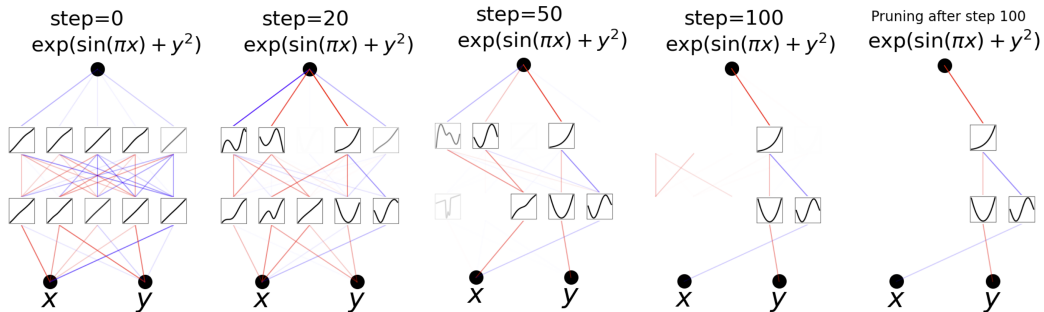 step=0
exp(sin(πx) + y²)
x
y
step=20
exp(sin(πx) + y²)
x
y
step=50
exp(sin(πx) + y²)
x
y
step=100
exp(sin(πx) + y²)
x
y
Pruning after step 100
exp(sin(πx) + y²)
x
y